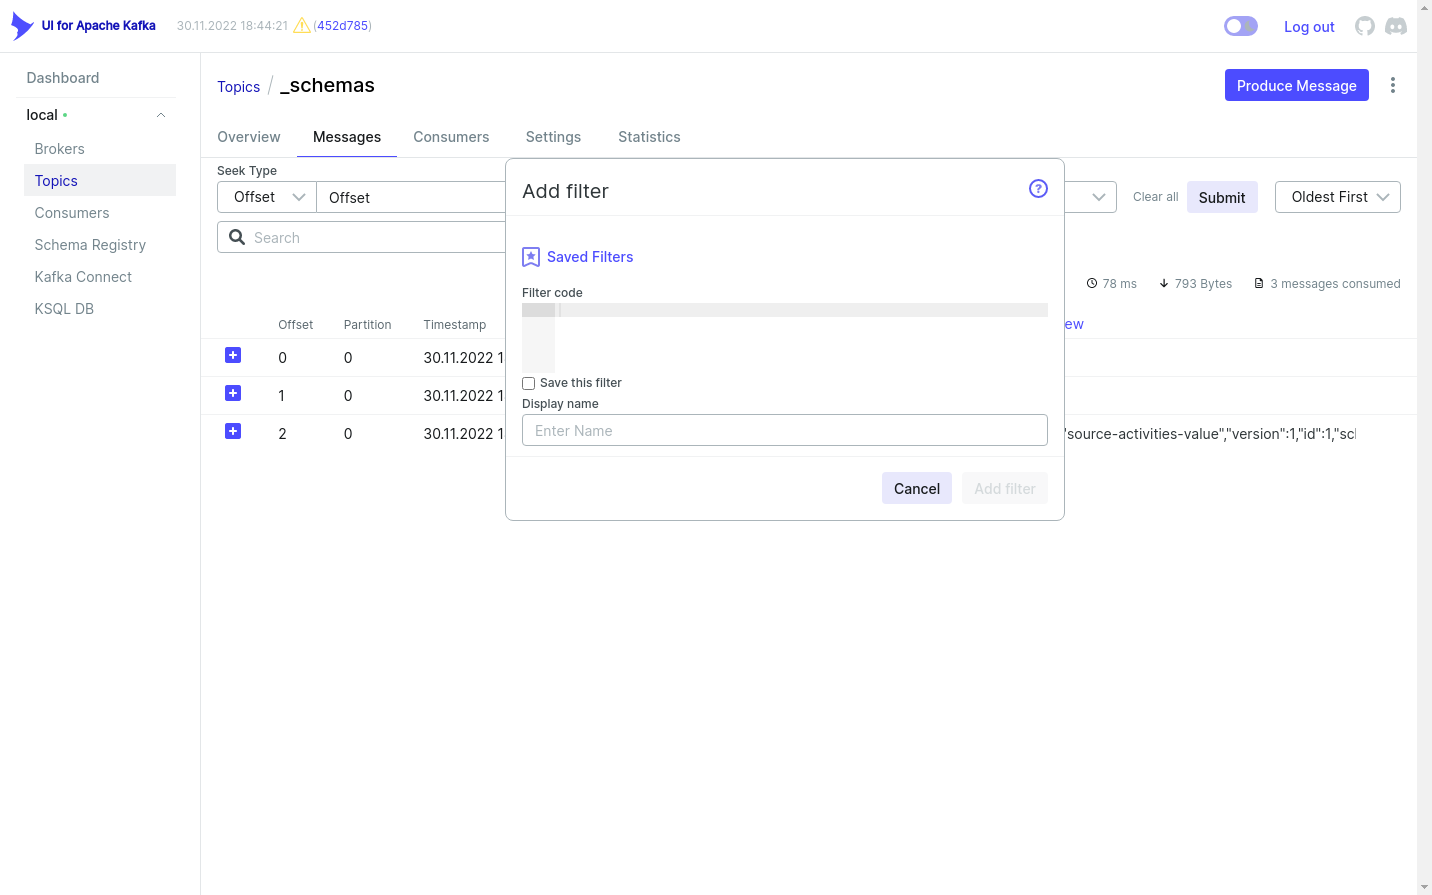 UI for Apache Kafka 30.11.2022 18:44:21 (452d785) Log out
Dashboard
local
Brokers
Topics
Consumers
Schema Registry
Kafka Connect
KSQL DB
Topics / _schemas Produce Message
Overview Messages Consumers Settings Statistics
Seek Type
Offset Offset Clear all Submit Oldest First
Search
78 ms 793 Bytes 3 messages consumed
Offset Partition Timestamp
0 0 30.11.2022
1 0 30.11.2022
2 0 30.11.2022 "source-activities-value","version":1,"id":1,"sc
Add filter
Saved Filters
Filter code
Save this filter
Display name
Enter Name
Cancel Add filter